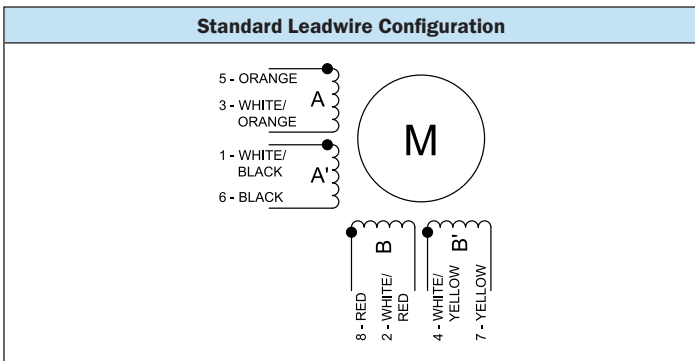 Standard Leadwire Configuration
5 - ORANGE
3 - WHITE/
ORANGE
A
1 - WHITE/
BLACK
A'
6 - BLACK
M
B
B'
8 - RED
2 - WHITE/
RED
4 - WHITE/
YELLOW
7 - YELLOW